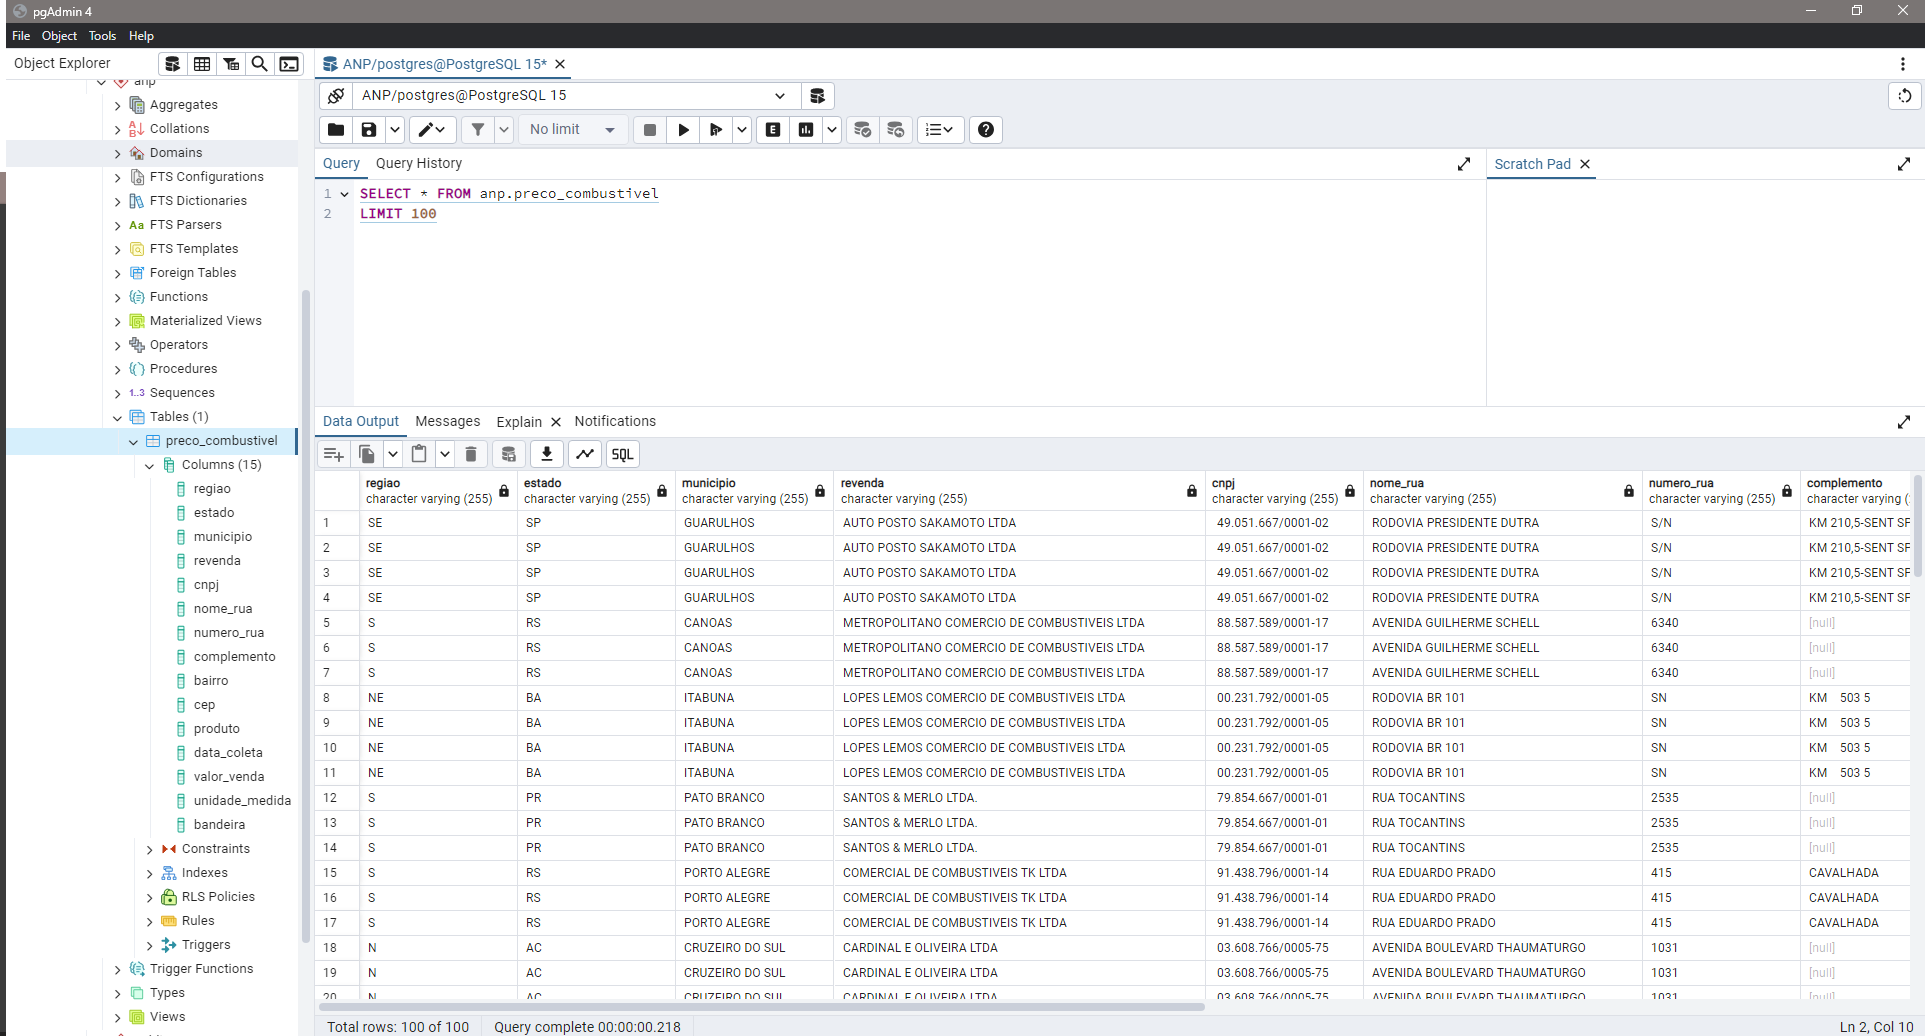 pgAdmin 4
File Object Tools Help
Object Explorer
anp
Aggregates
Collations
Domains
FTS Configurations
FTS Dictionaries
Aa FTS Parsers
FTS Templates
Foreign Tables
Functions
Materialized Views
Operators
Procedures
1..3 Sequences
Tables (1)
preco_combustivel
Columns (15)
regiao
estado
municipio
revenda
cnpj
nome_rua
numero_rua
complemento
bairro
cep
produto
data_coleta
valor_venda
unidade_medida
bandeira
Constraints
Indexes
RLS Policies
Rules
Triggers
Trigger Functions
Types
Views
ANP/postgres@PostgreSQL 15*
ANP/postgres@PostgreSQL 15
No limit
E
Query Query History
Scratch Pad
1 SELECT * FROM anp.preco_combustivel
2 LIMIT 100
Data Output Messages Explain Notifications
SQL
regiao estado municipio revenda cnpj nome_rua numero_rua complemento
character varying (255) character varying (255) character varying (255) character varying (255) character varying (255) character varying (255) character varying (255) character varying (
1 SE SP GUARULHOS AUTO POSTO SAKAMOTO LTDA 49.051.667/0001-02 RODOVIA PRESIDENTE DUTRA S/N KM 210,5-SENT SP
2 SE SP GUARULHOS AUTO POSTO SAKAMOTO LTDA 49.051.667/0001-02 RODOVIA PRESIDENTE DUTRA S/N KM 210,5-SENT SP
3 SE SP GUARULHOS AUTO POSTO SAKAMOTO LTDA 49.051.667/0001-02 RODOVIA PRESIDENTE DUTRA S/N KM 210,5-SENT SP
4 SE SP GUARULHOS AUTO POSTO SAKAMOTO LTDA 49.051.667/0001-02 RODOVIA PRESIDENTE DUTRA S/N KM 210,5-SENT SP
5 S RS CANOAS METROPOLITANO COMERCIO DE COMBUSTIVEIS LTDA 88.587.589/0001-17 AVENIDA GUILHERME SCHELL 6340 [null]
6 S RS CANOAS METROPOLITANO COMERCIO DE COMBUSTIVEIS LTDA 88.587.589/0001-17 AVENIDA GUILHERME SCHELL 6340 [null]
7 S RS CANOAS METROPOLITANO COMERCIO DE COMBUSTIVEIS LTDA 88.587.589/0001-17 AVENIDA GUILHERME SCHELL 6340 [null]
8 NE BA ITABUNA LOPES LEMOS COMERCIO DE COMBUSTIVEIS LTDA 00.231.792/0001-05 RODOVIA BR 101 SN KM 503 5
9 NE BA ITABUNA LOPES LEMOS COMERCIO DE COMBUSTIVEIS LTDA 00.231.792/0001-05 RODOVIA BR 101 SN KM 503 5
10 NE BA ITABUNA LOPES LEMOS COMERCIO DE COMBUSTIVEIS LTDA 00.231.792/0001-05 RODOVIA BR 101 SN KM 503 5
11 NE BA ITABUNA LOPES LEMOS COMERCIO DE COMBUSTIVEIS LTDA 00.231.792/0001-05 RODOVIA BR 101 SN KM 503 5
12 S PR PATO BRANCO SANTOS & MERLO LTDA. 79.854.667/0001-01 RUA TOCANTINS 2535 [null]
13 S PR PATO BRANCO SANTOS & MERLO LTDA. 79.854.667/0001-01 RUA TOCANTINS 2535 [null]
14 S PR PATO BRANCO SANTOS & MERLO LTDA. 79.854.667/0001-01 RUA TOCANTINS 2535 [null]
15 S RS PORTO ALEGRE COMERCIAL DE COMBUSTIVEIS TK LTDA 91.438.796/0001-14 RUA EDUARDO PRADO 415 CAVALHADA
16 S RS PORTO ALEGRE COMERCIAL DE COMBUSTIVEIS TK LTDA 91.438.796/0001-14 RUA EDUARDO PRADO 415 CAVALHADA
17 S RS PORTO ALEGRE COMERCIAL DE COMBUSTIVEIS TK LTDA 91.438.796/0001-14 RUA EDUARDO PRADO 415 CAVALHADA
18 N AC CRUZEIRO DO SUL CARDINAL E OLIVEIRA LTDA 03.608.766/0005-75 AVENIDA BOULEVARD THAUMATURGO 1031 [null]
19 N AC CRUZEIRO DO SUL CARDINAL E OLIVEIRA LTDA 03.608.766/0005-75 AVENIDA BOULEVARD THAUMATURGO 1031 [null]
20 N AC CRUZEIRO DO SUL CARDINAL E OLIVEIRA LTDA 03.608.766/0005-75 AVENIDA BOULEVARD THAUMATURGO 1031 [null]
Total rows: 100 of 100 Query complete 00:00:00.218
Ln 2, Col 10